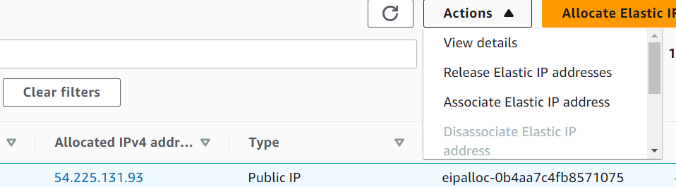 Actions ▲
Allocate Elastic IP
View details
1
Release Elastic IP addresses
Clear filters
Associate Elastic IP address
Disassociate Elastic IP
address
Allocated IPv4 addr...
Type
54.225.131.93
Public IP
eipalloc-0b4aa7c4fb8571075